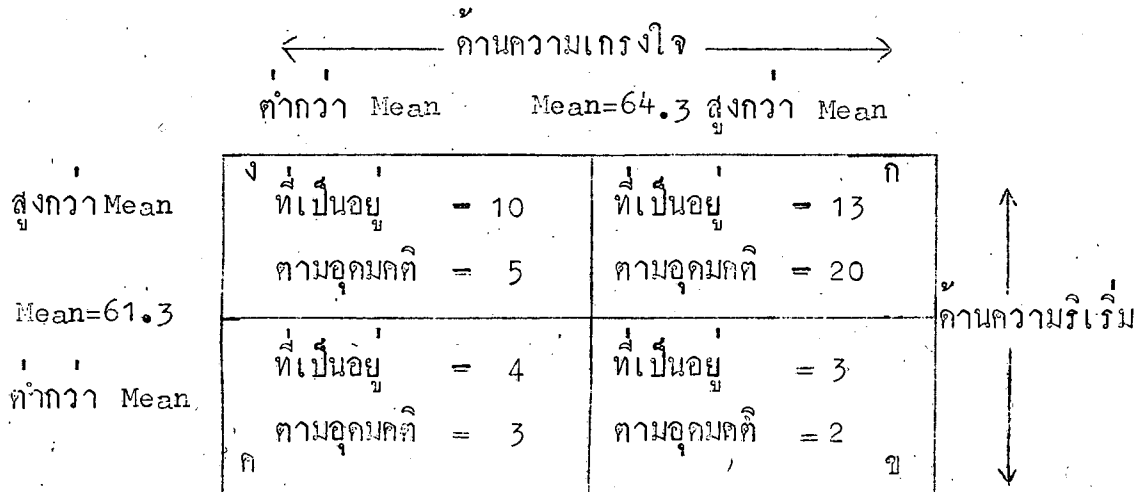 ด้านความเกรงใจ
ต่ำกว่า Mean Mean=64.3 สูงกว่า Mean
ง ก
สูงกว่า Mean ที่เป็นอยู่ = 10 ที่เป็นอยู่ = 13
ตามอุดมคติ = 5 ตามอุดมคติ = 20
Mean=61.3 ด้านความริเริ่ม
ที่เป็นอยู่ = 4 ที่เป็นอยู่ = 3
ต่ำกว่า Mean
ตามอุดมคติ = 3 ตามอุดมคติ = 2
ค ข